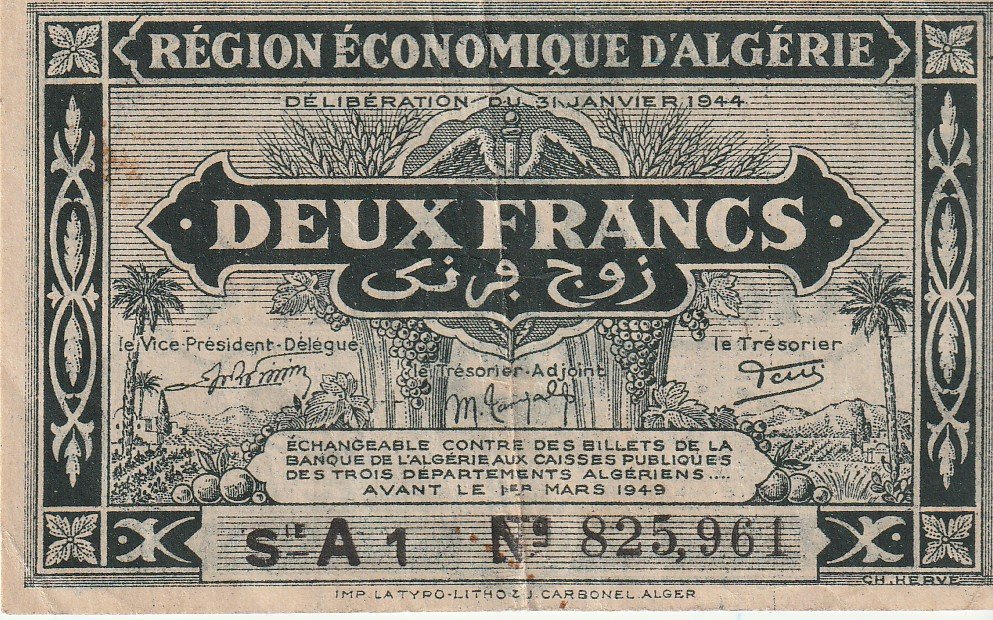 RÉGION ÉCONOMIQUE D'ALGÉRIE
DÉLIBÉRATION DU 31 JANVIER 1944
DEUX FRANCS
زوج فرنك
le Vice-Président-Délégué
le Trésorier-Adjoint
le Trésorier
ÉCHANGEABLE CONTRE DES BILLETS DE LA
BANQUE DE L'ALGÉRIE AUX CAISSES PUBLIQUES
DES TROIS DÉPARTEMENTS ALGÉRIENS....
AVANT LE 1ER MARS 1949
SIE A1 No 825,961
CH. HERVÉ
IMP. LA TYPO-LITHO & J. CARBONEL. ALGER